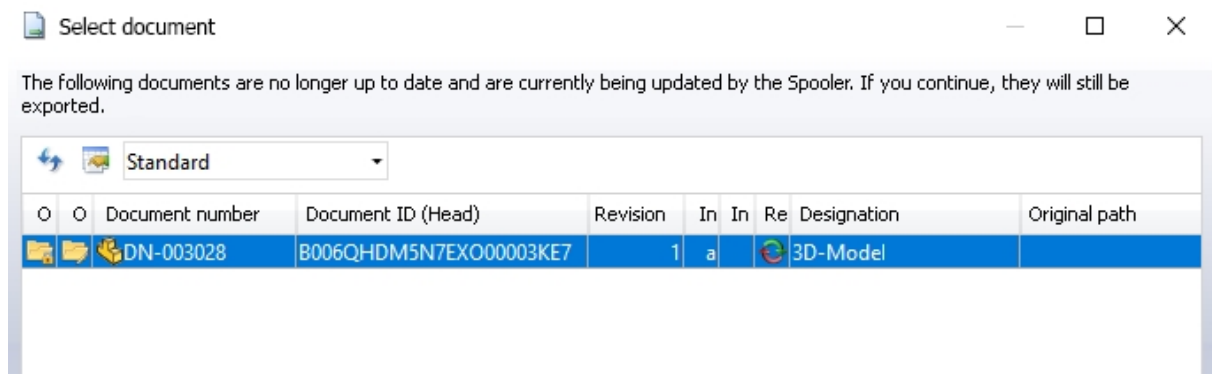 Select document
The following documents are no longer up to date and are currently being updated by the Spooler. If you continue, they will still be
exported.
Standard
O O Document number Document ID (Head) Revision In In Re Designation Original path
DN-003028 B006QHDM5N7EXO00003KE7 1 a 3D-Model